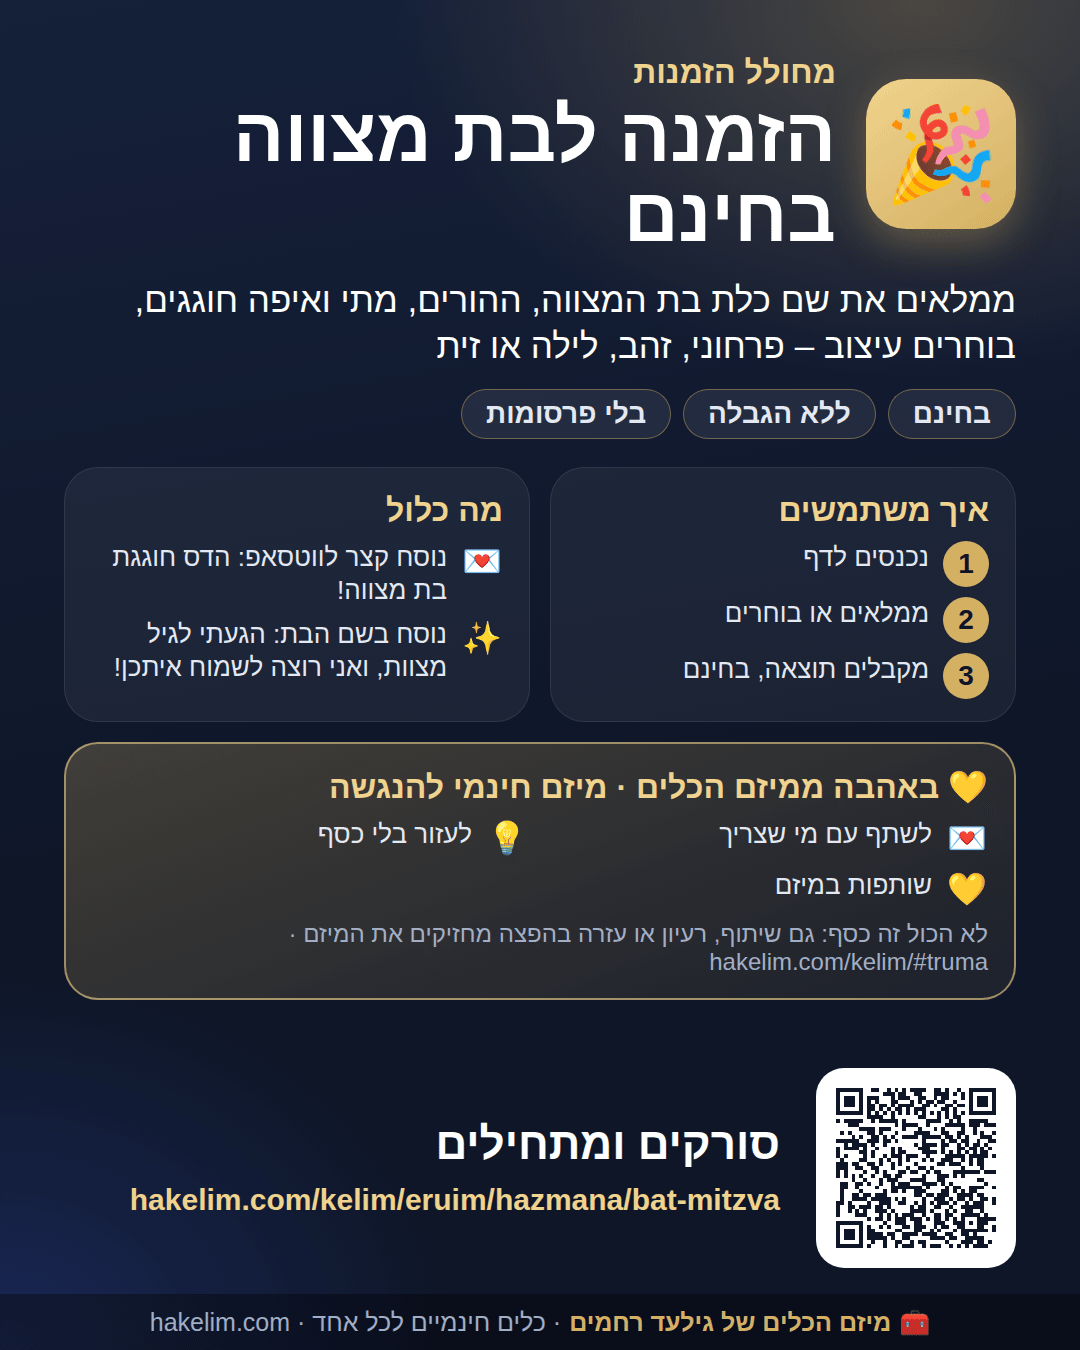 מחולל הזמנות
הזמנה לבת מצווה
בחינם
ממלאים את שם כלת בת המצווה, ההורים, מתי ואיפה חוגגים,
בוחרים עיצוב – פרחוני, זהב, לילה או זית
בחינם
ללא הגבלה
בלי פרסומות
איך משתמשים
1 נכנסים לדף
2 ממלאים או בוחרים
3 מקבלים תוצאה, בחינם
מה כלול
נוסח קצר לווטסאפ: הדס חוגגת
בת מצווה!
נוסח בשם הבת: הגעתי לגיל
מצוות, ואני רוצה לשמוח איתכן!
באהבה ממיזם הכלים · מיזם חינמי להנגשה
לשתף עם מי שצריך
לעזור בלי כסף
שותפות במיזם
לא הכול זה כסף: גם שיתוף, רעיון או עזרה בהפצה מחזיקים את המיזם ·
hakelim.com/kelim/#truma
סורקים ומתחילים
hakelim.com/kelim/eruim/hazmana/bat-mitzva
מיזם הכלים של גילעד רחמים · כלים חינמיים לכל אחד · hakelim.com